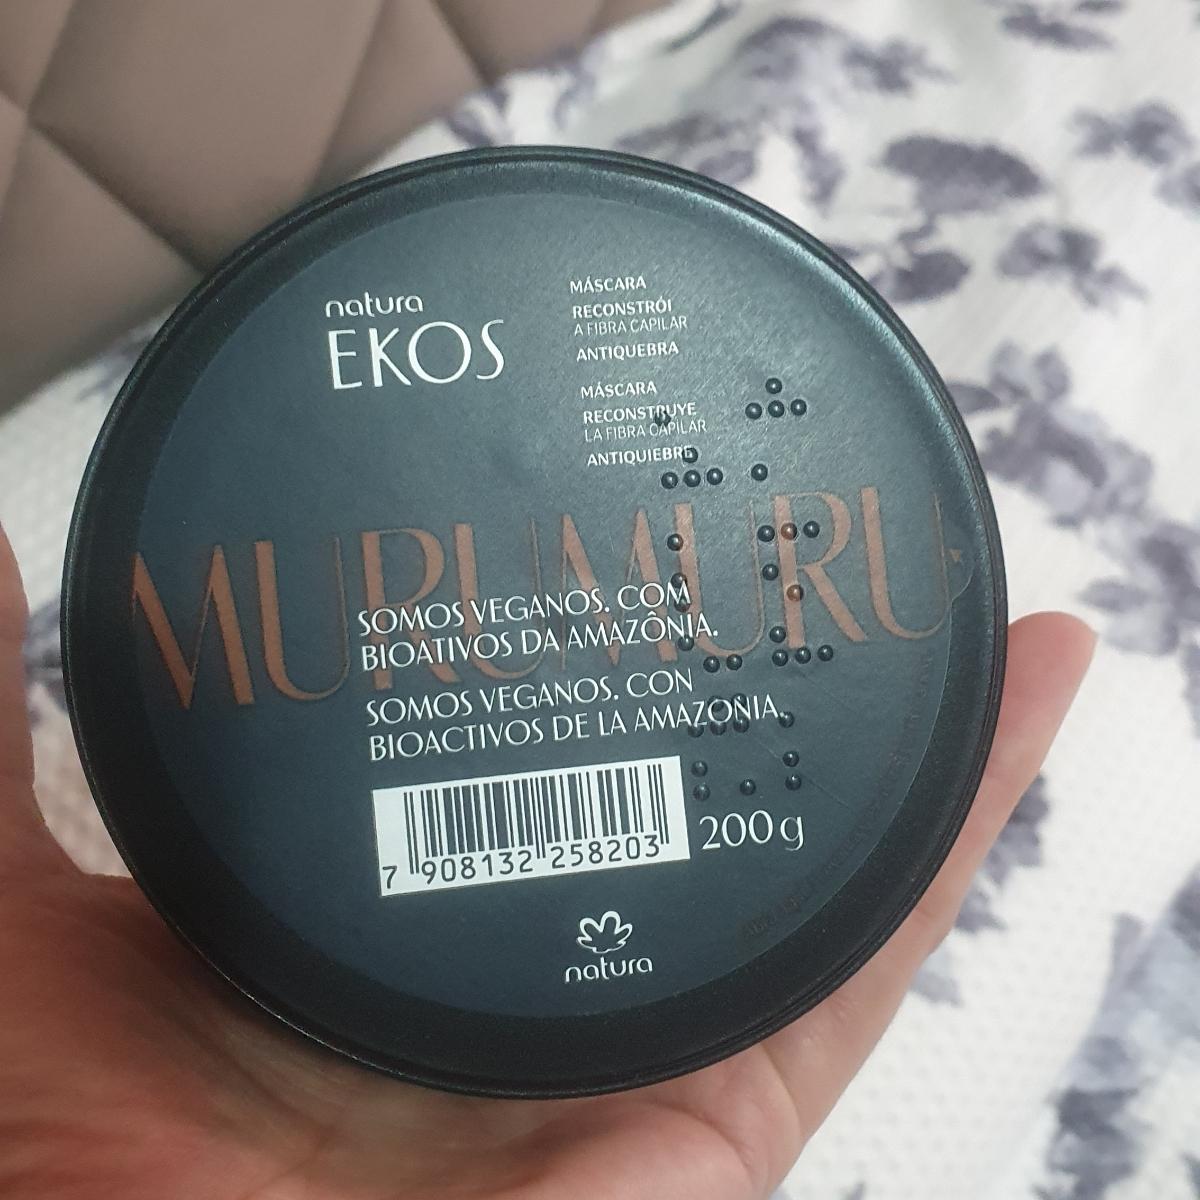 natura
EKOS
MÁSCARA
RECONSTRÓI
A FIBRA CAPILAR
ANTIQUEBRA
MÁSCARA
RECONSTRUYE
LA FIBRA CAPILAR
ANTIQUIEBRE
MURUMURU
SOMOS VEGANOS. COM
BIOATIVOS DA AMAZÔNIA.
SOMOS VEGANOS. CON
BIOACTIVOS DE LA AMAZONIA.
7 908132 258203
200 g
natura